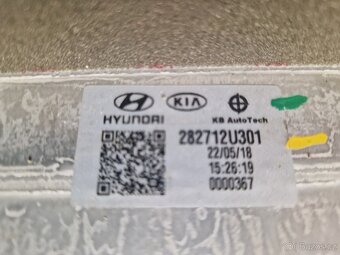 HYUNDAI
KIA
KB AutoTech
282712U301
22/05/18
15:26:19
0000367